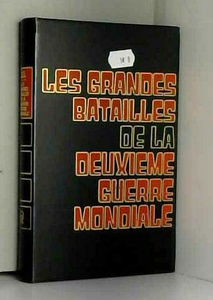 LES GRANDES
BATAILLES
DE LA
DEUXIEME
GUERRE
MONDIALE